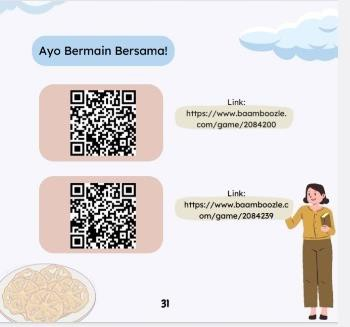 Ayo Bermain Bersama!
Link:
https://www.baamboozle.
com/game/2084200
Link:
https://www.baamboozle.c
om/game/2084239
31